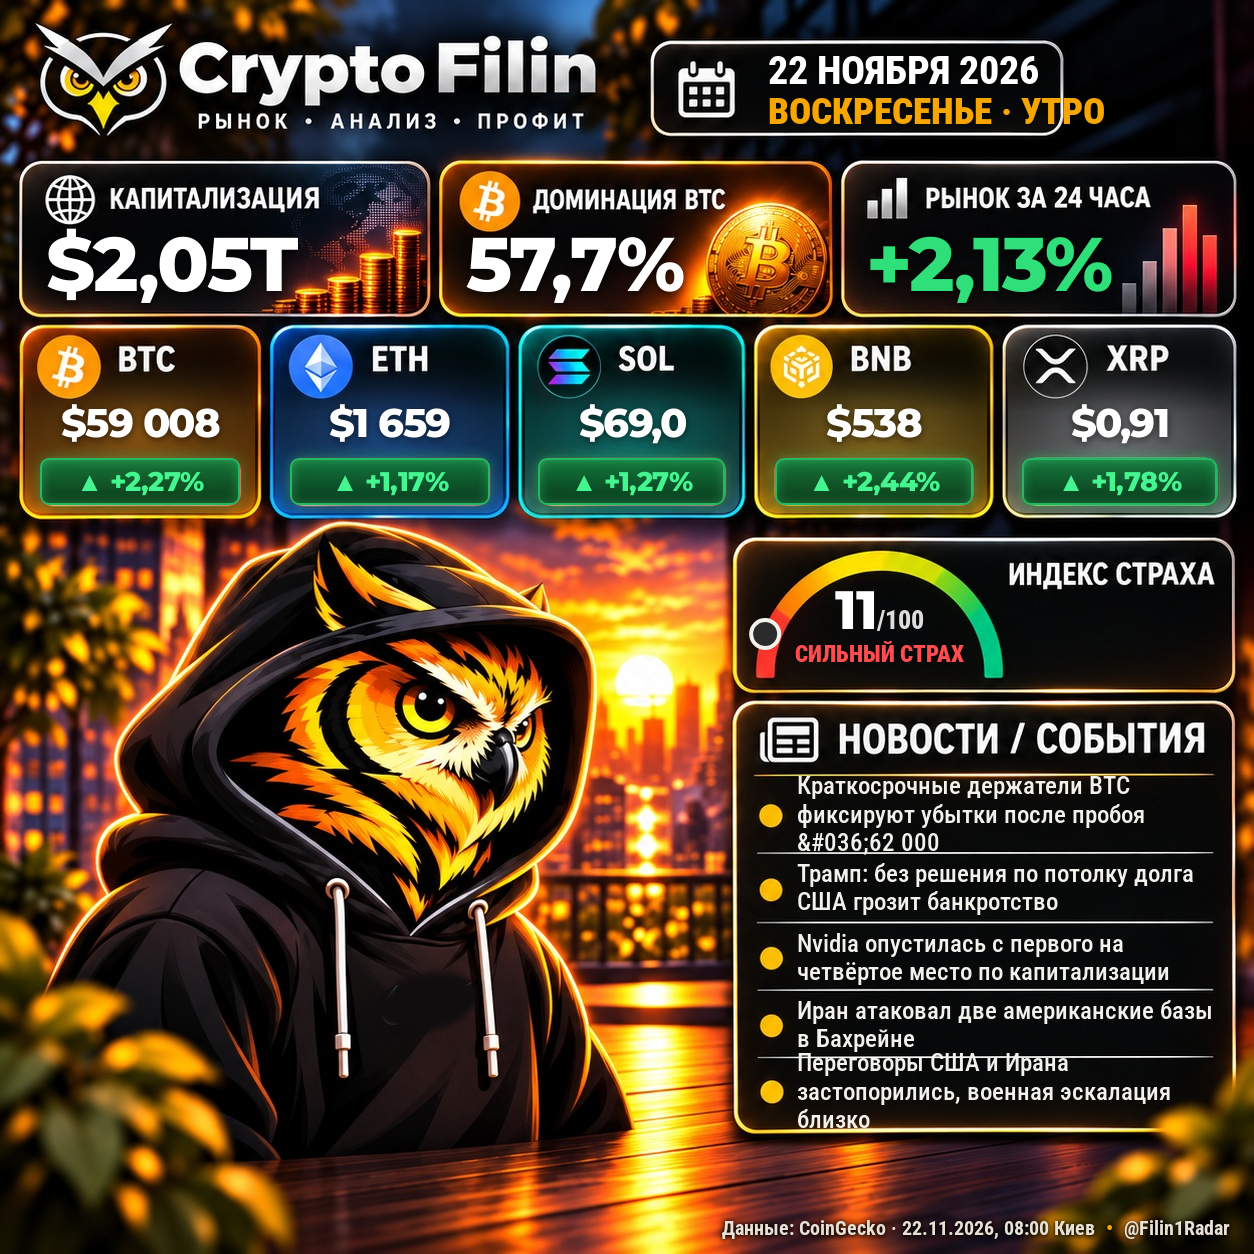 Crypto Filin
РЫНОК • АНАЛИЗ • ПРОФИТ
22 НОЯБРЯ 2026
ВОСКРЕСЕНЬЕ · УТРО
КАПИТАЛИЗАЦИЯ
$2,05T
ДОМИНАЦИЯ BTC
57,7%
РЫНОК ЗА 24 ЧАСА
+2,13%
BTC
$59 008
▲ +2,27%
ETH
$1 659
▲ +1,17%
SOL
$69,0
▲ +1,27%
BNB
$538
▲ +2,44%
XRP
$0,91
▲ +1,78%
ИНДЕКС СТРАХА
11/100
СИЛЬНЫЙ СТРАХ
НОВОСТИ / СОБЫТИЯ
Краткосрочные держатели BTC
фиксируют убытки после пробоя
&#036;62 000
Трамп: без решения по потолку долга
США грозит банкротство
Nvidia опустилась с первого на
четвёртое место по капитализации
Иран атаковал две американские базы
в Бахрейне
Переговоры США и Ирана
застопорились, военная эскалация
близко
Данные: CoinGecko · 22.11.2026, 08:00 Киев • @Filin1Radar